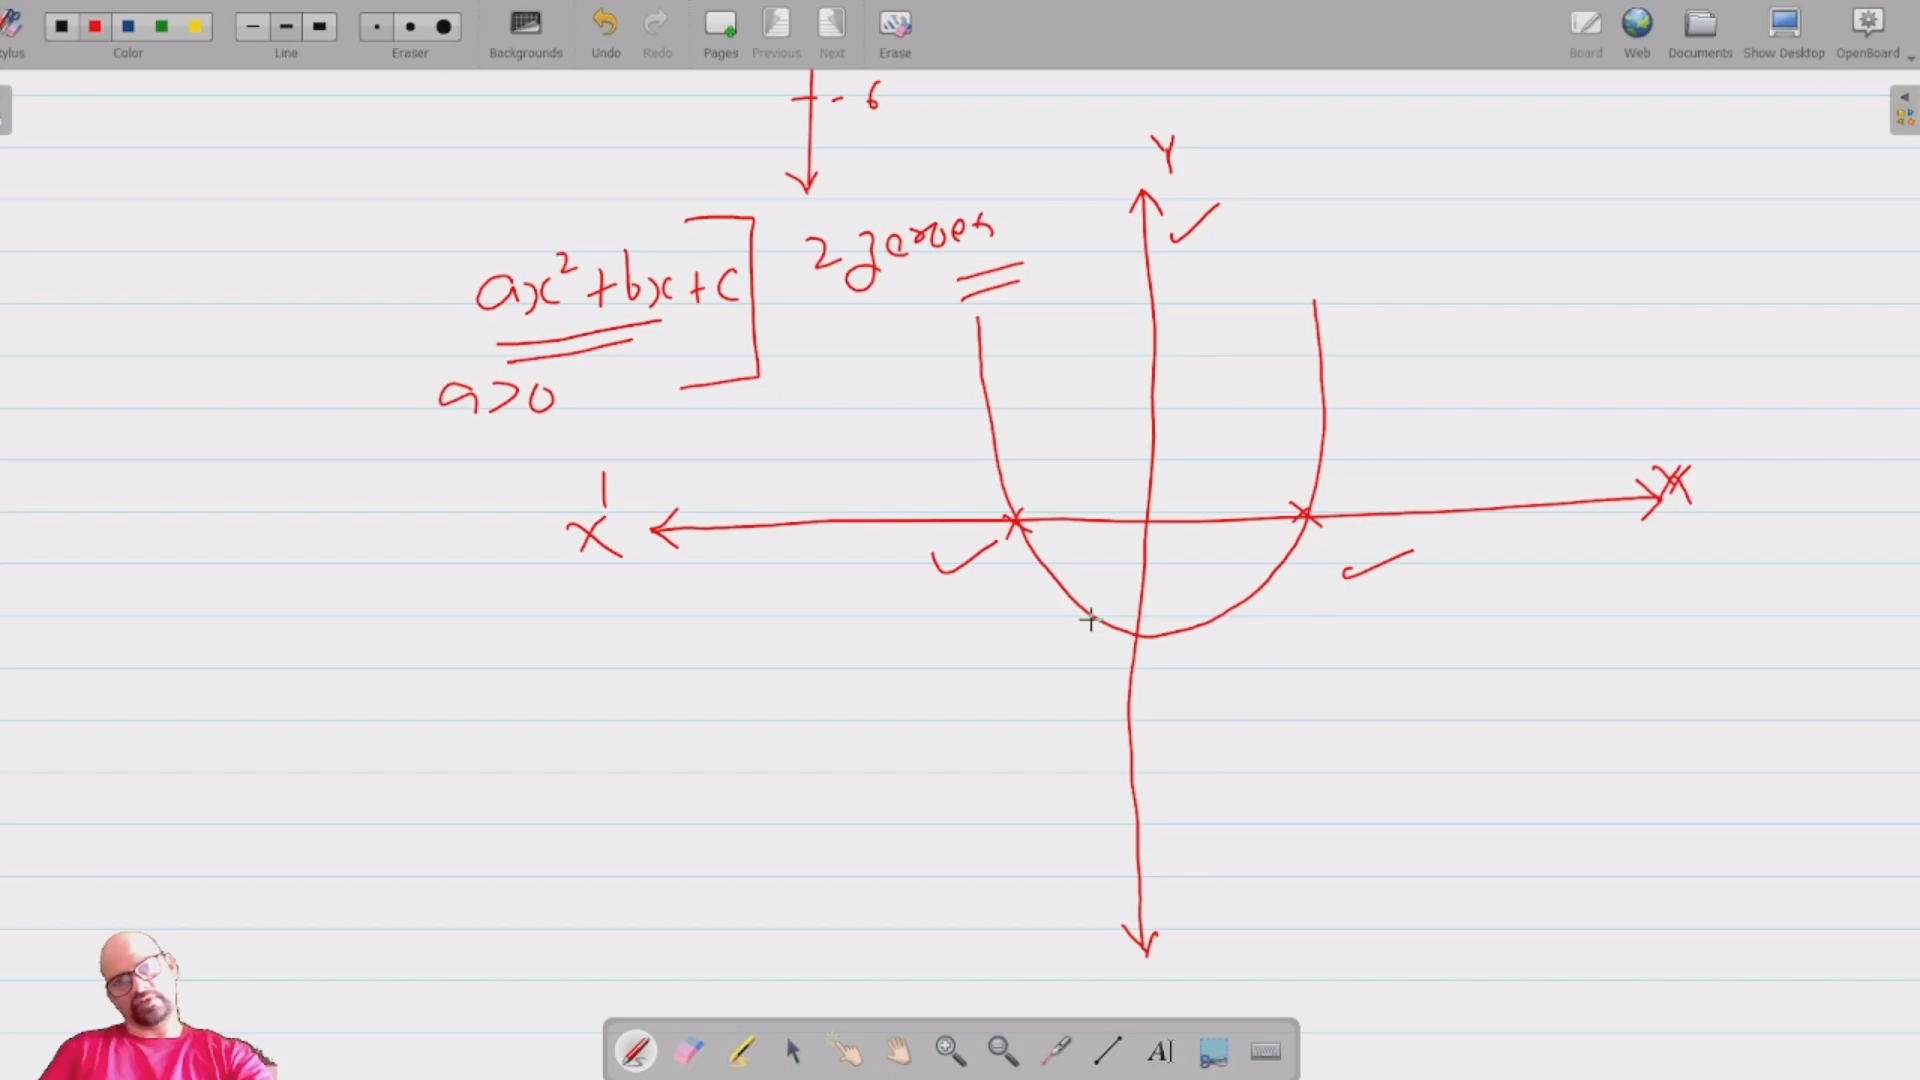 tylus
Color
Line
Eraser
Backgrounds
Undo
Redo
Pages
Previous
Next
Erase
Board
Web
Documents
Show Desktop
OpenBoard
- 6
Y
2 zeroes
ax²+bx+c
a>0
X'
X